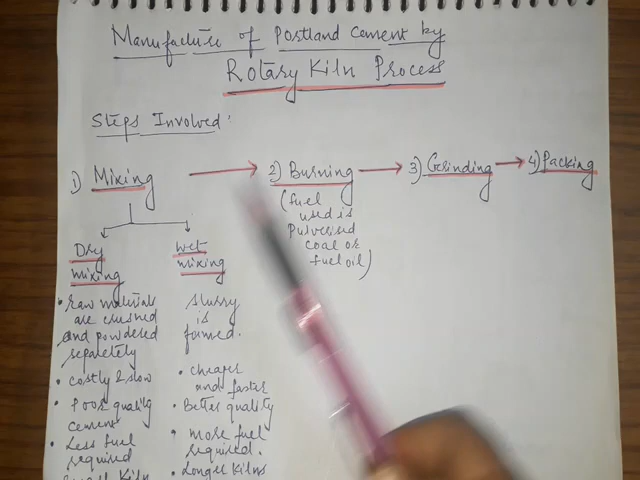 Manufacture of Portland Cement by
Rotary Kiln Process
Steps Involved:
1) Mixing
2) Burning
3) Grinding
4) Packing
(fuel
used is
pulverised
coal or
fuel oil)
Dry
mixing
• Raw materials
are crushed
and powdered
separately
• Costly & slow
• Poor quality
cement
• Less fuel
required
Small Kiln
Wet
mixing
Slurry
is
formed.
• cheaper
and faster
• Better quality
• more fuel
required.
• Longer Kilns